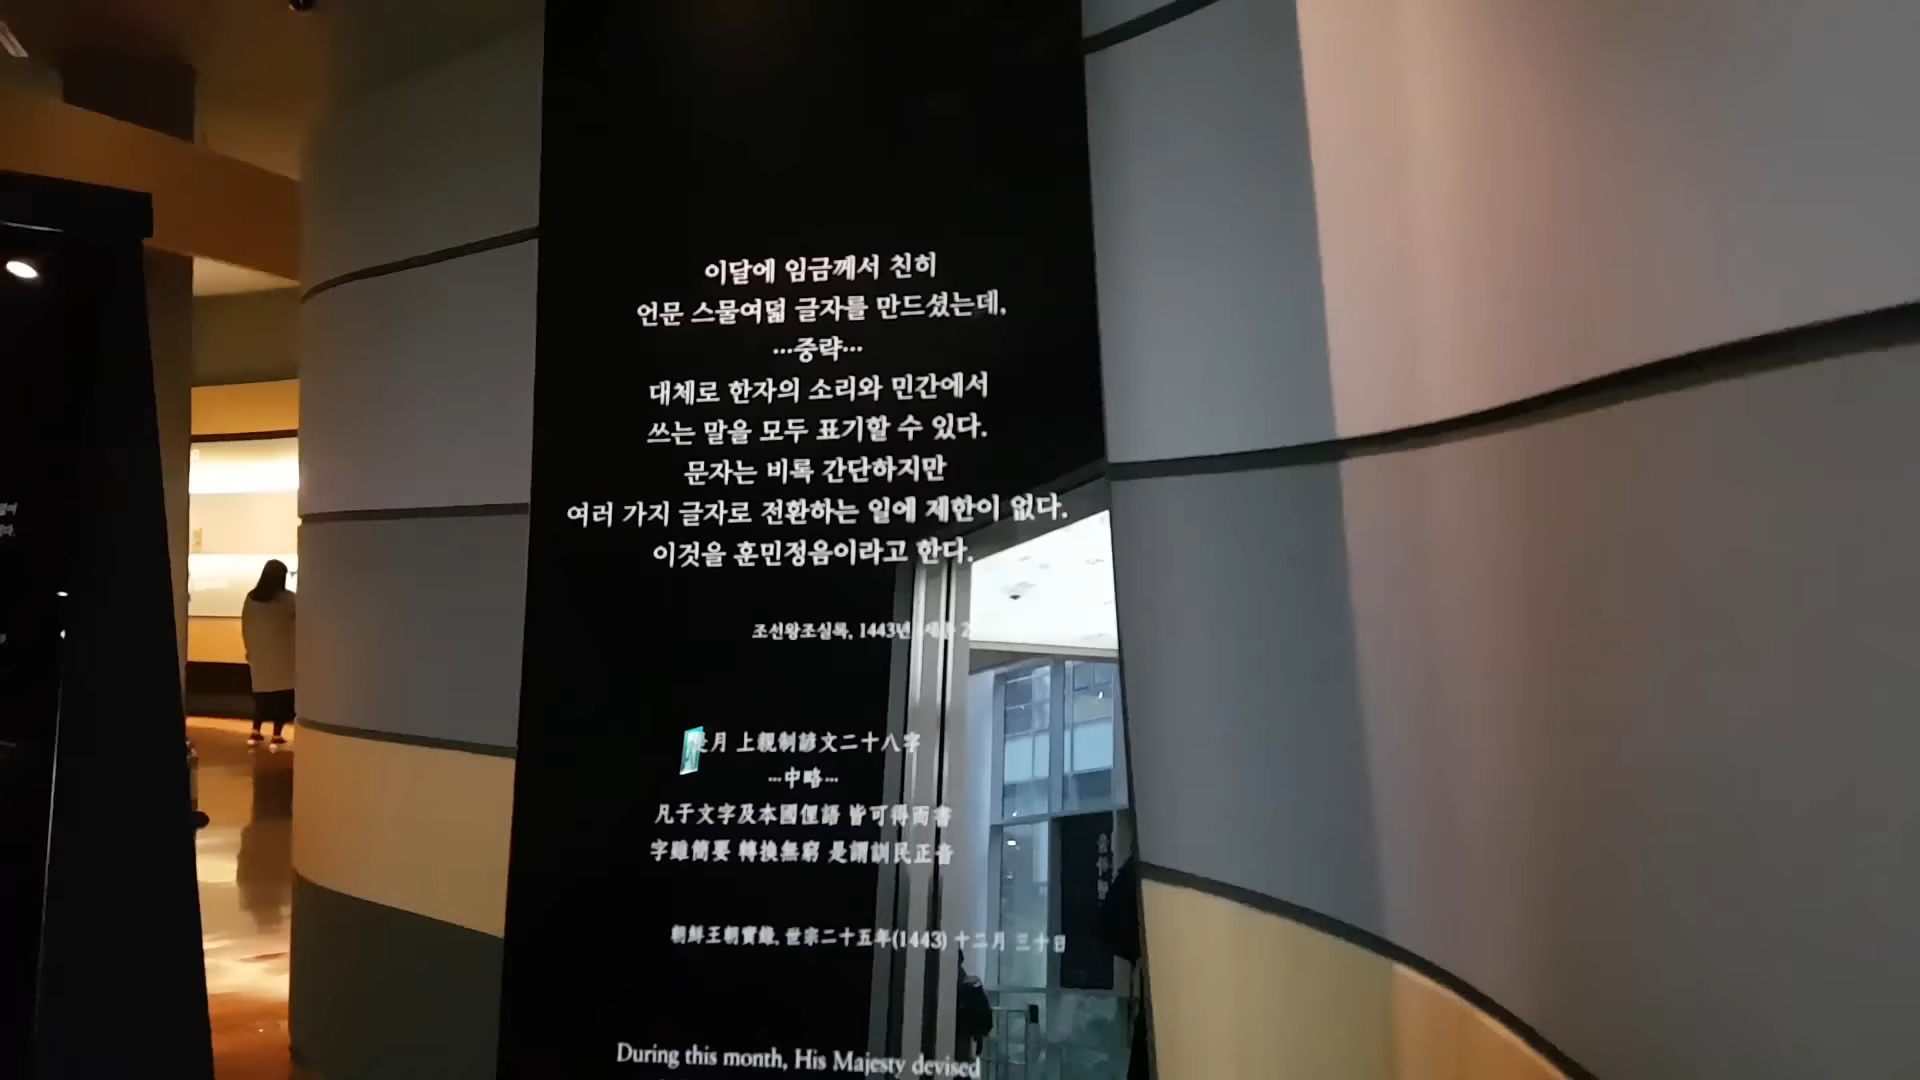 이달에 임금께서 친히
언문 스물여덟 글자를 만드셨는데,
…중략…
대체로 한자의 소리와 민간에서
쓰는 말을 모두 표기할 수 있다.
문자는 비록 간단하지만
여러 가지 글자로 전환하는 일에 제한이 없다.
이것을 훈민정음이라고 한다.
조선왕조실록, 1443년
月 上親制諺文二十八字
…中略…
凡于文字及本國俚語 皆可得而書
字雖簡要 轉換無窮 是謂訓民正音
朝鮮王朝實錄, 世宗二十五年(1443) 十二月 三十日
During this month, His Majesty devised